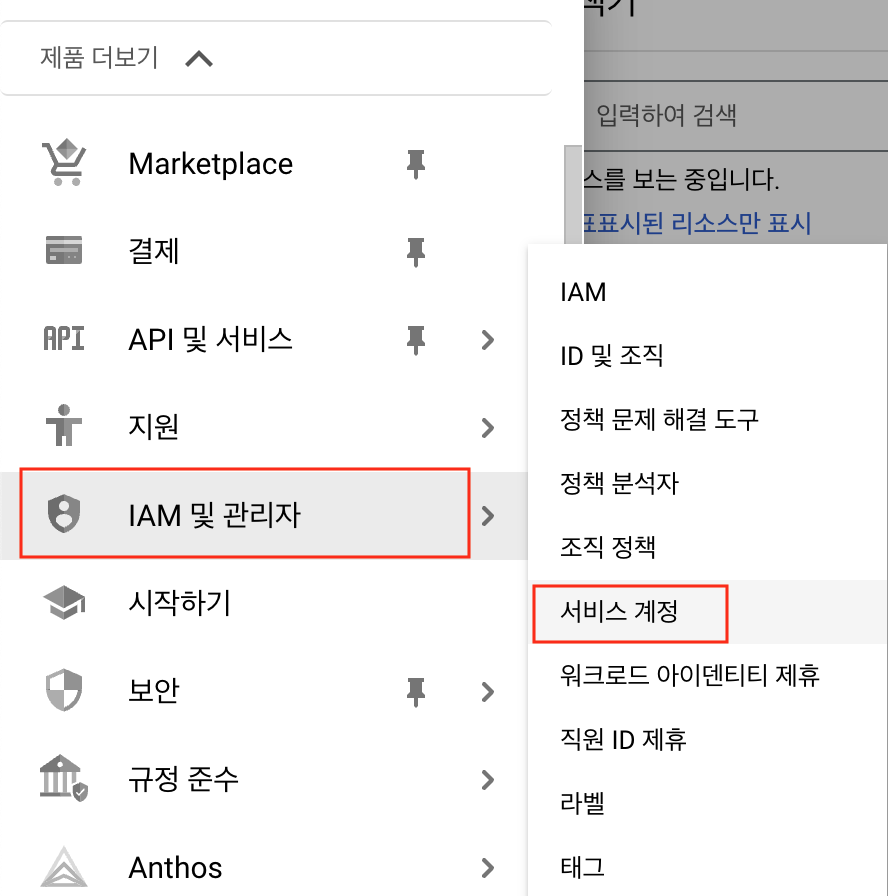 제품 더보기
Marketplace
결제
API
API 및 서비스
지원
IAM 및 관리자
시작하기
보안
규정 준수
Anthos
입력하여 검색
스를 보는 중입니다.
표시된 리소스만 표시
IAM
ID 및 조직
정책 문제 해결 도구
정책 분석자
조직 정책
서비스 계정
워크로드 아이덴티티 제휴
직원 ID 제휴
라벨
태그